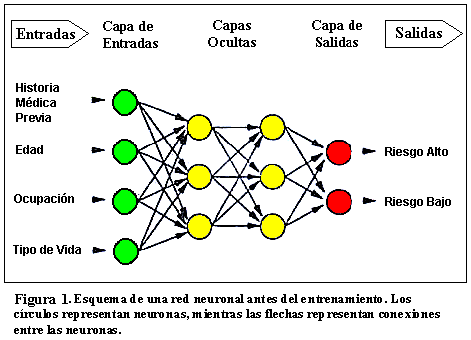 Entradas
Capa de
Entradas
Capas
Ocultas
Capa de
Salidas
Salidas
Historia
Médica
Previa
Edad
Ocupación
Tipo de Vida
Riesgo Alto
Riesgo Bajo
Figura 1. Esquema de una red neuronal antes del entrenamiento. Los
círculos representan neuronas, mientras las flechas representan conexiones
entre las neuronas.